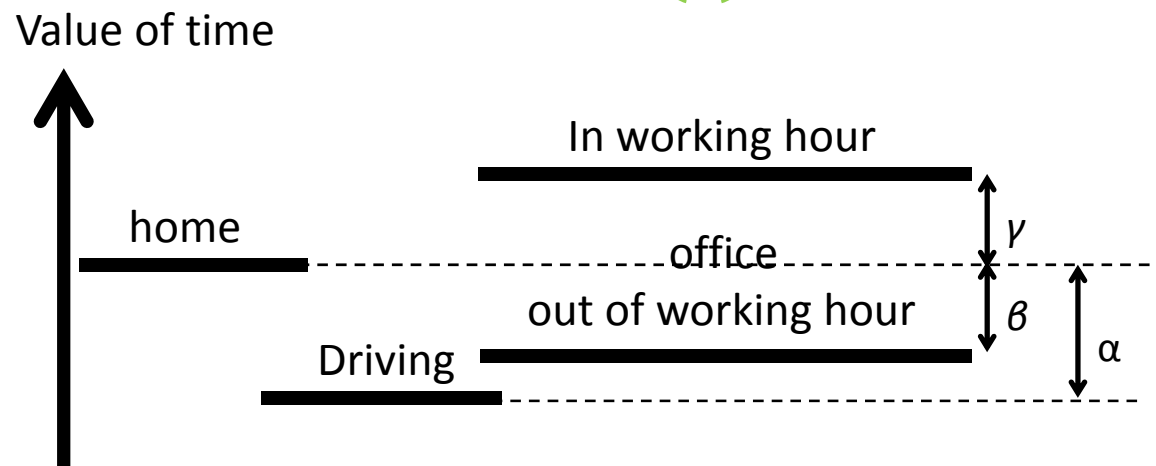 Value of time
In working hour
home
γ
office
out of working hour
β
Driving
α